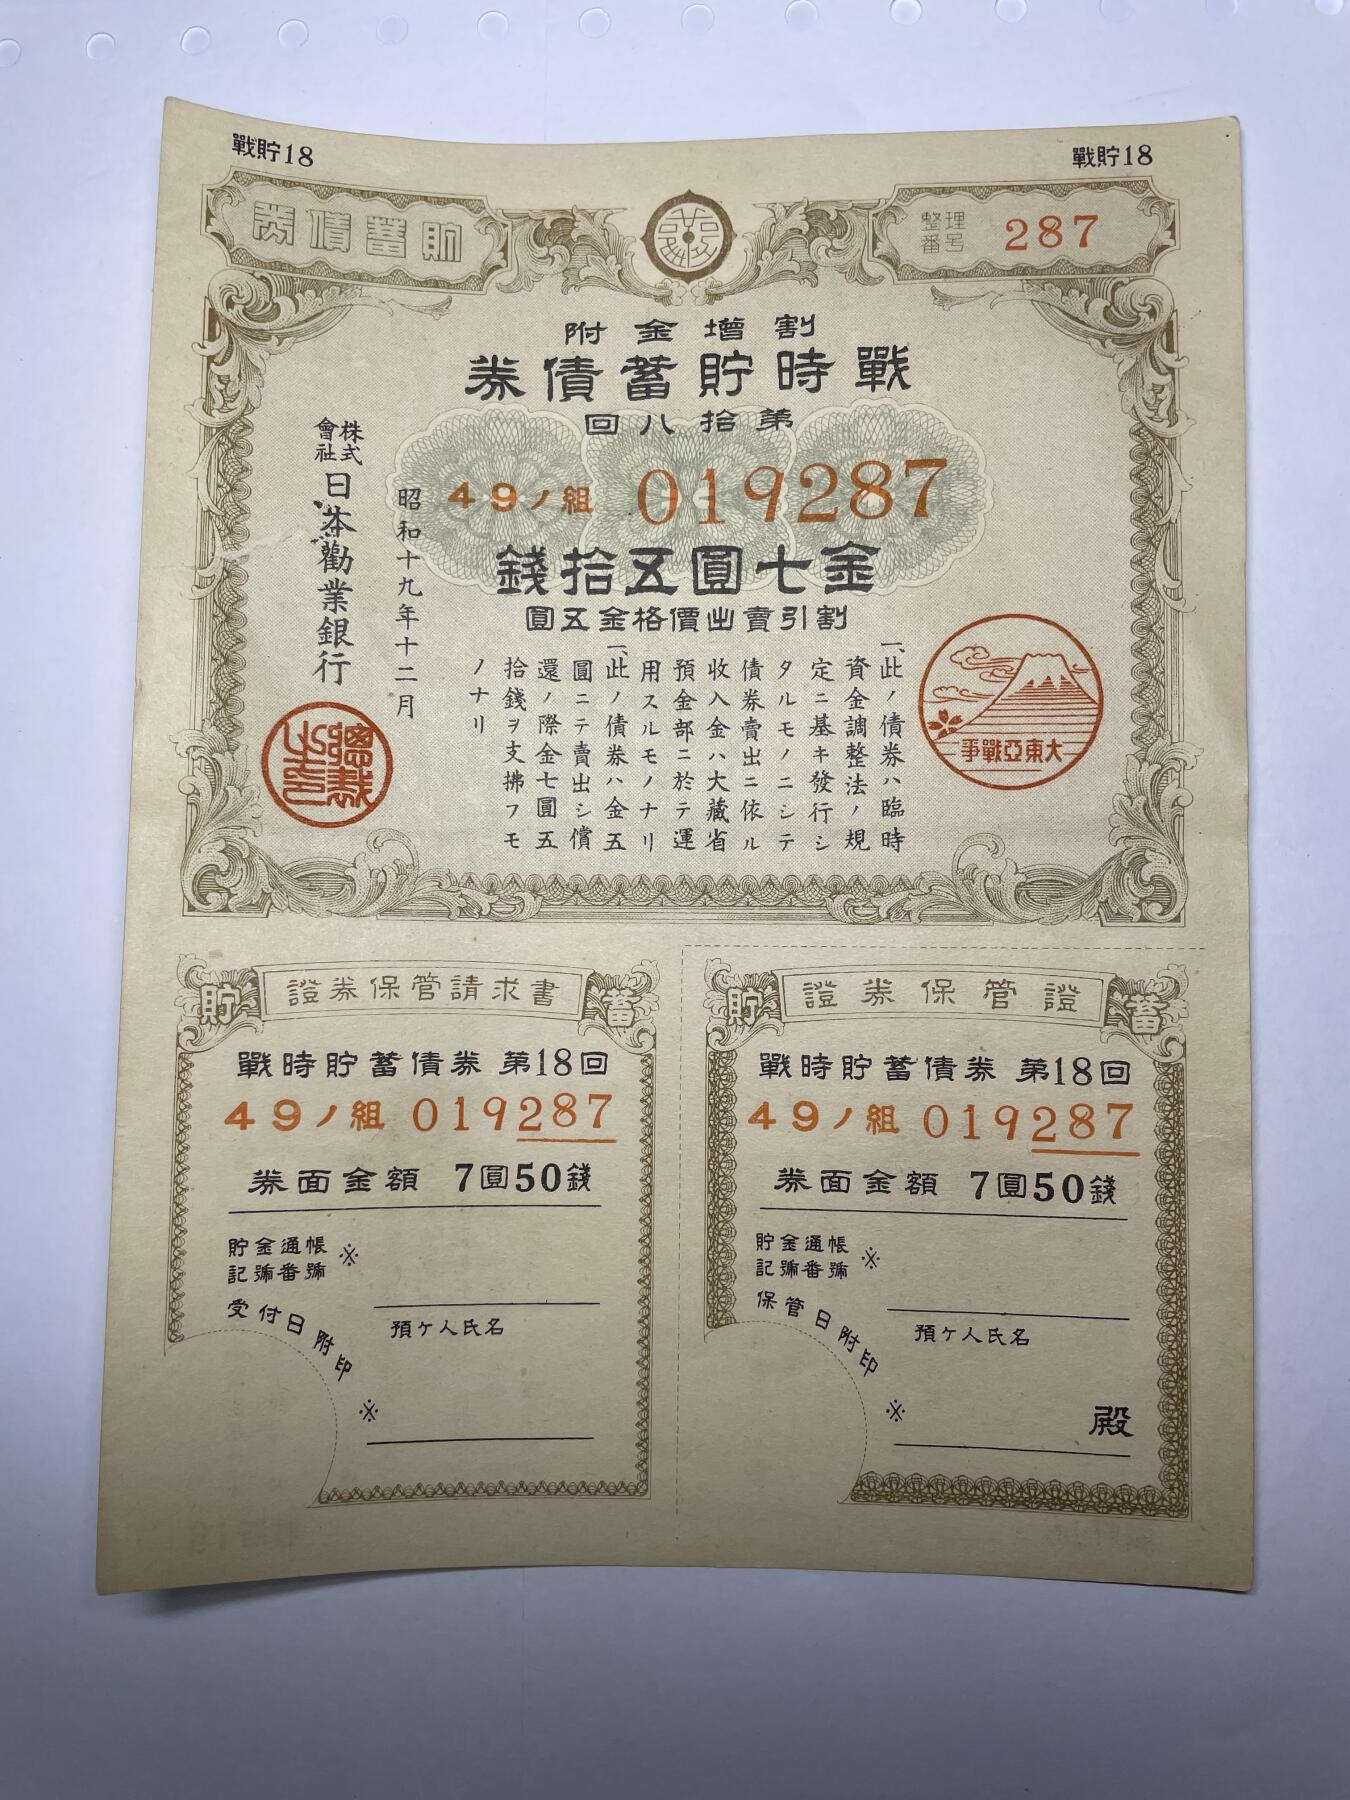 戰貯18
戰貯18
貯蓄債券
整理番号 287
割增金附
戰時貯蓄債券
第拾八回
49ノ組 019287
金七圓五拾錢
割引賣出價格金五圓
一、此ノ債券ハ臨時
資金調整法ノ規
定ニ基キ發行シ
タルモノニシテ
債券賣出ニ依ル
收入金ハ大藏省
預金部ニ於テ運
用スルモノナリ
一、此ノ債券ハ金五
圓ニテ賣出シ償
還ノ際金七圓五
拾錢ヲ支拂フモ
ノナリ
大東亞戰爭
昭和十九年十二月
株式會社日本勸業銀行
總裁之印
證券保管請求書
貯
蓄
戰時貯蓄債券 第18回
49ノ組 019287
券面金額 7圓50錢
貯金通帳記號番號※
受付日附印※
預ケ人氏名
證券保管證
貯
蓄
戰時貯蓄債券 第18回
49ノ組 019287
券面金額 7圓50錢
貯金通帳記號番號※
保管日附印※
預ケ人氏名
殿